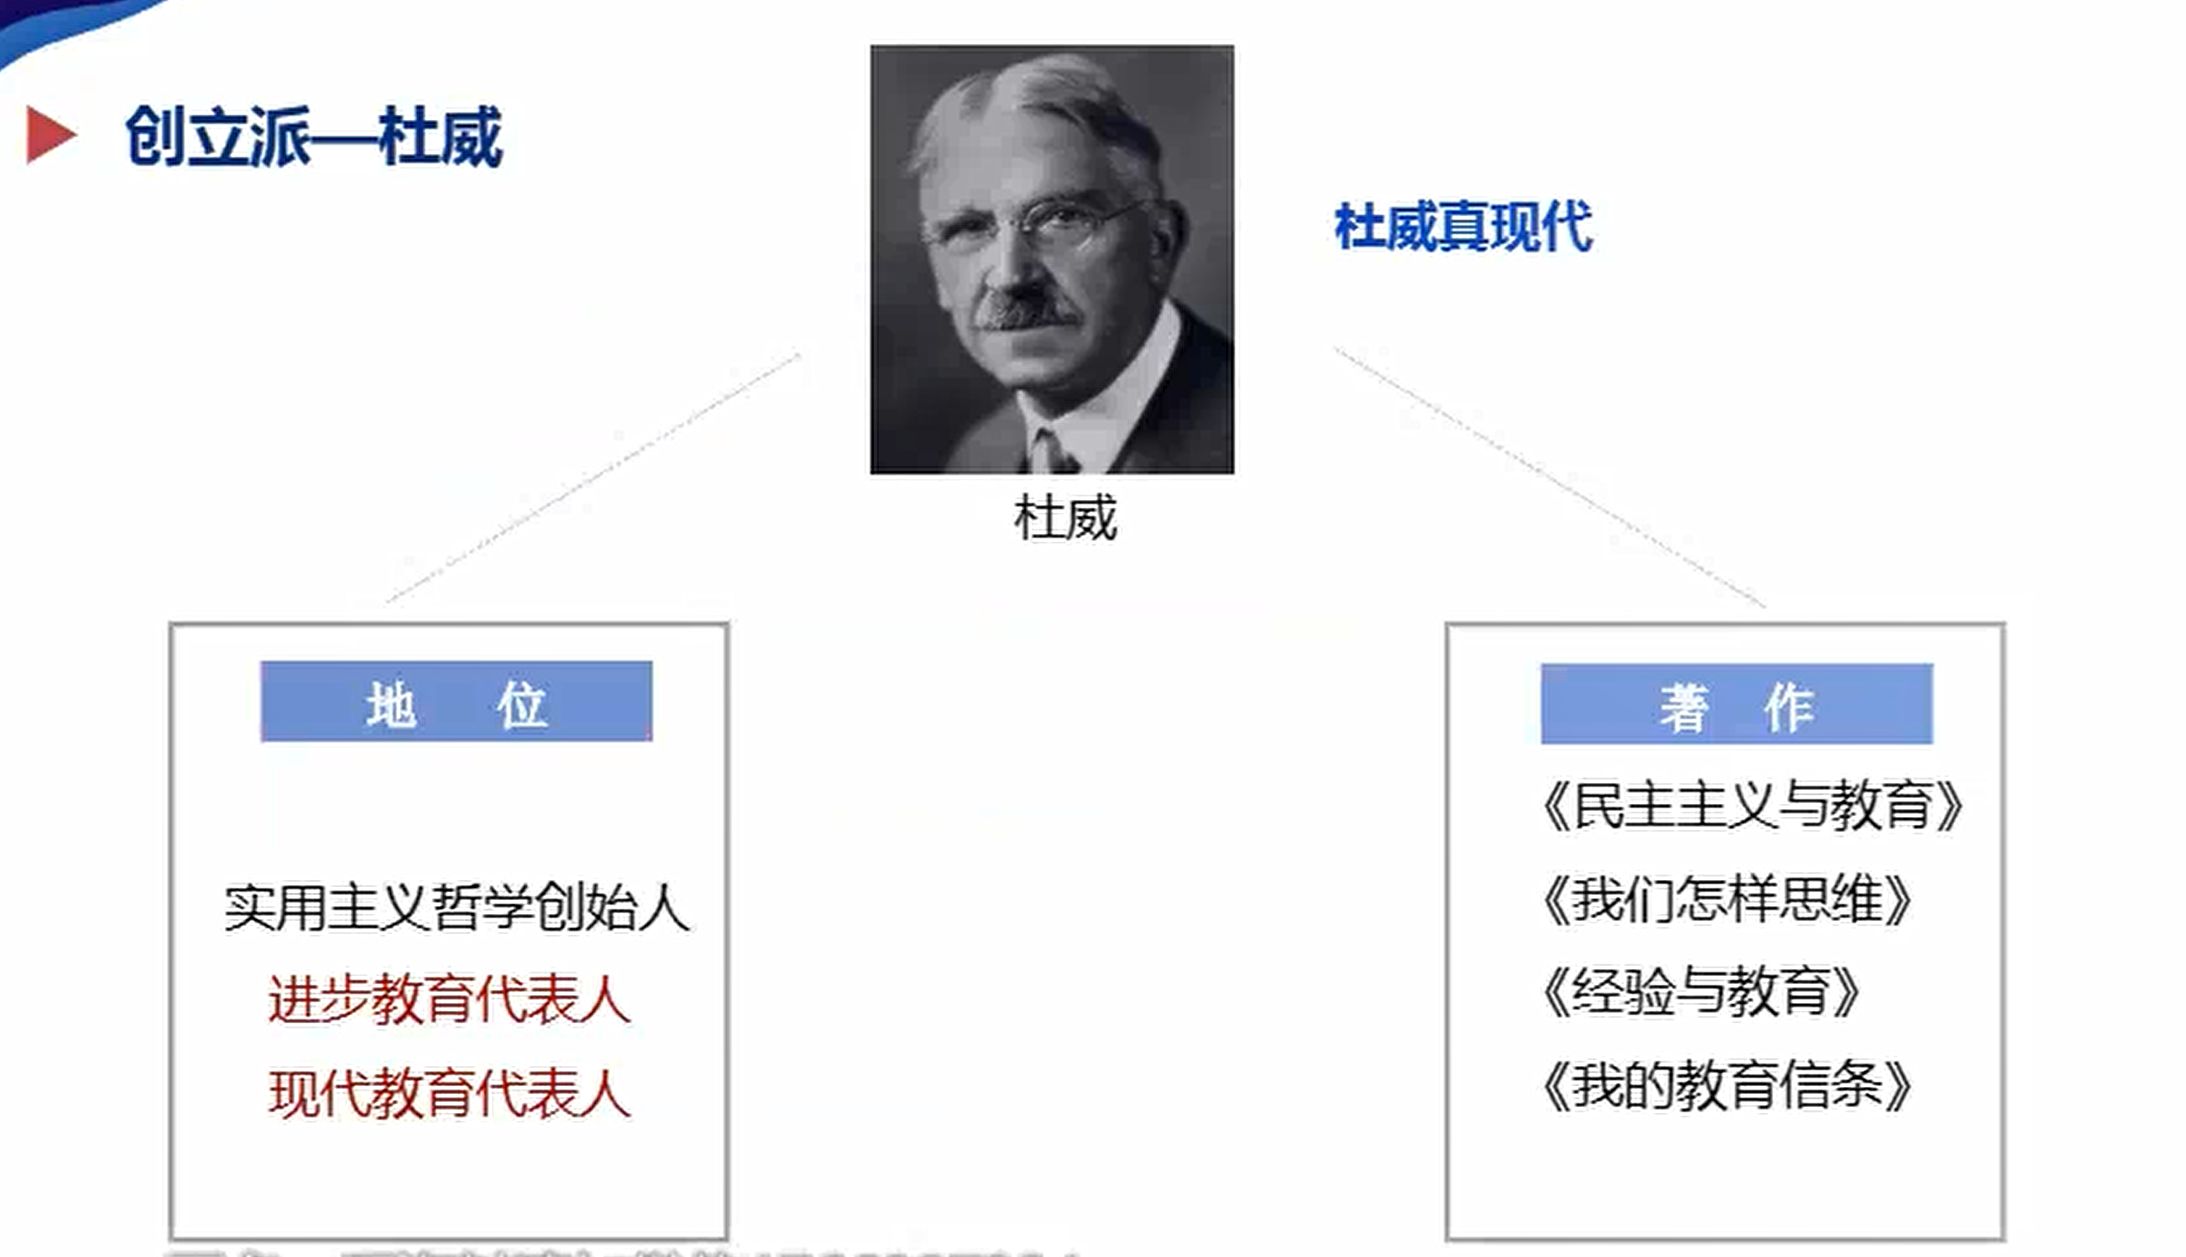 创立派—杜威
杜威真现代
杜威
地 位
实用主义哲学创始人
进步教育代表人
现代教育代表人
著 作
《民主主义与教育》
《我们怎样思维》
《经验与教育》
《我的教育信条》